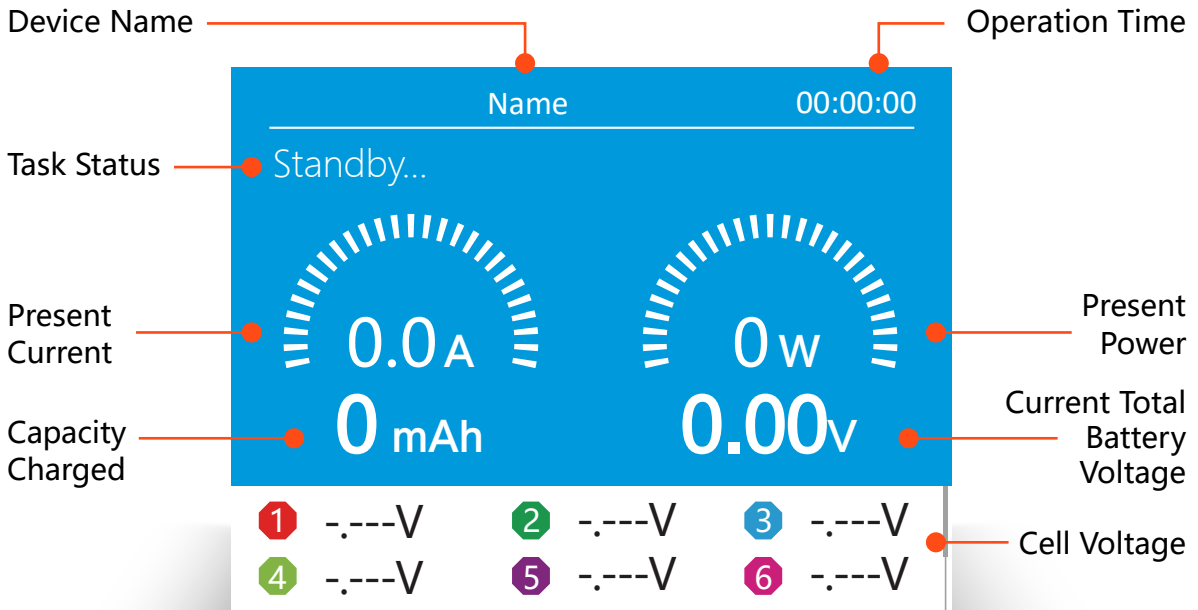 Device Name
Operation Time
Name
00:00:00
Task Status
Standby...
Present
Current
0.0 A
0 W
Present
Power
Capacity
Charged
0 mAh
0.00V
Current Total
Battery
Voltage
1 -.---V
2 -.---V
3 -.---V
Cell Voltage
4 -.---V
5 -.---V
6 -.---V